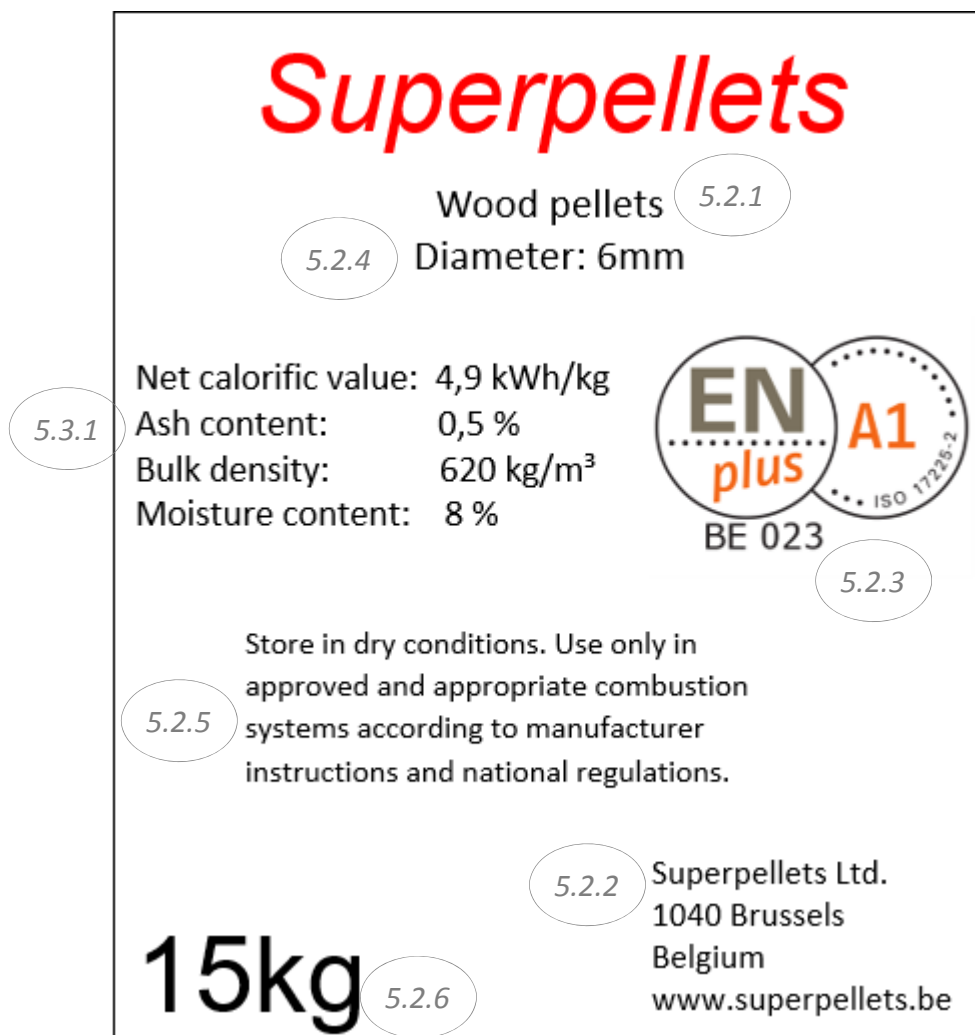 Superpellets
Wood pellets 5.2.1
5.2.4 Diameter: 6mm
Net calorific value: 4,9 kWh/kg
5.3.1 Ash content: 0,5 %
Bulk density: 620 kg/m³
Moisture content: 8 %
EN
plus
A1
ISO 17225-2
BE 023
5.2.3
Store in dry conditions. Use only in
approved and appropriate combustion
5.2.5 systems according to manufacturer
instructions and national regulations.
5.2.2 Superpellets Ltd.
1040 Brussels
Belgium
www.superpellets.be
15kg 5.2.6